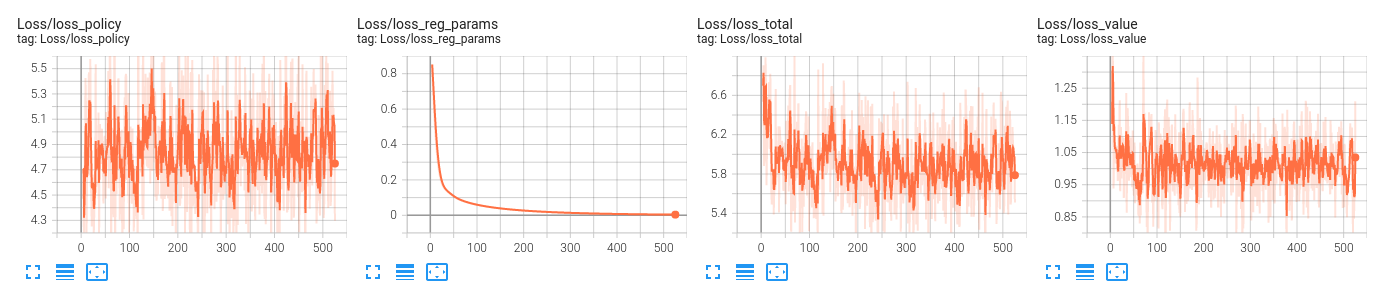 Loss/loss_policy
tag: Loss/loss_policy
5.5
5.3
5.1
4.9
4.7
4.5
4.3
0 100 200 300 400 500
Loss/loss_reg_params
tag: Loss/loss_reg_params
0.8
0.6
0.4
0.2
0
0 100 200 300 400 500
Loss/loss_total
tag: Loss/loss_total
6.6
6.2
5.8
5.4
0 100 200 300 400 500
Loss/loss_value
tag: Loss/loss_value
1.25
1.15
1.05
0.95
0.85
0 100 200 300 400 500